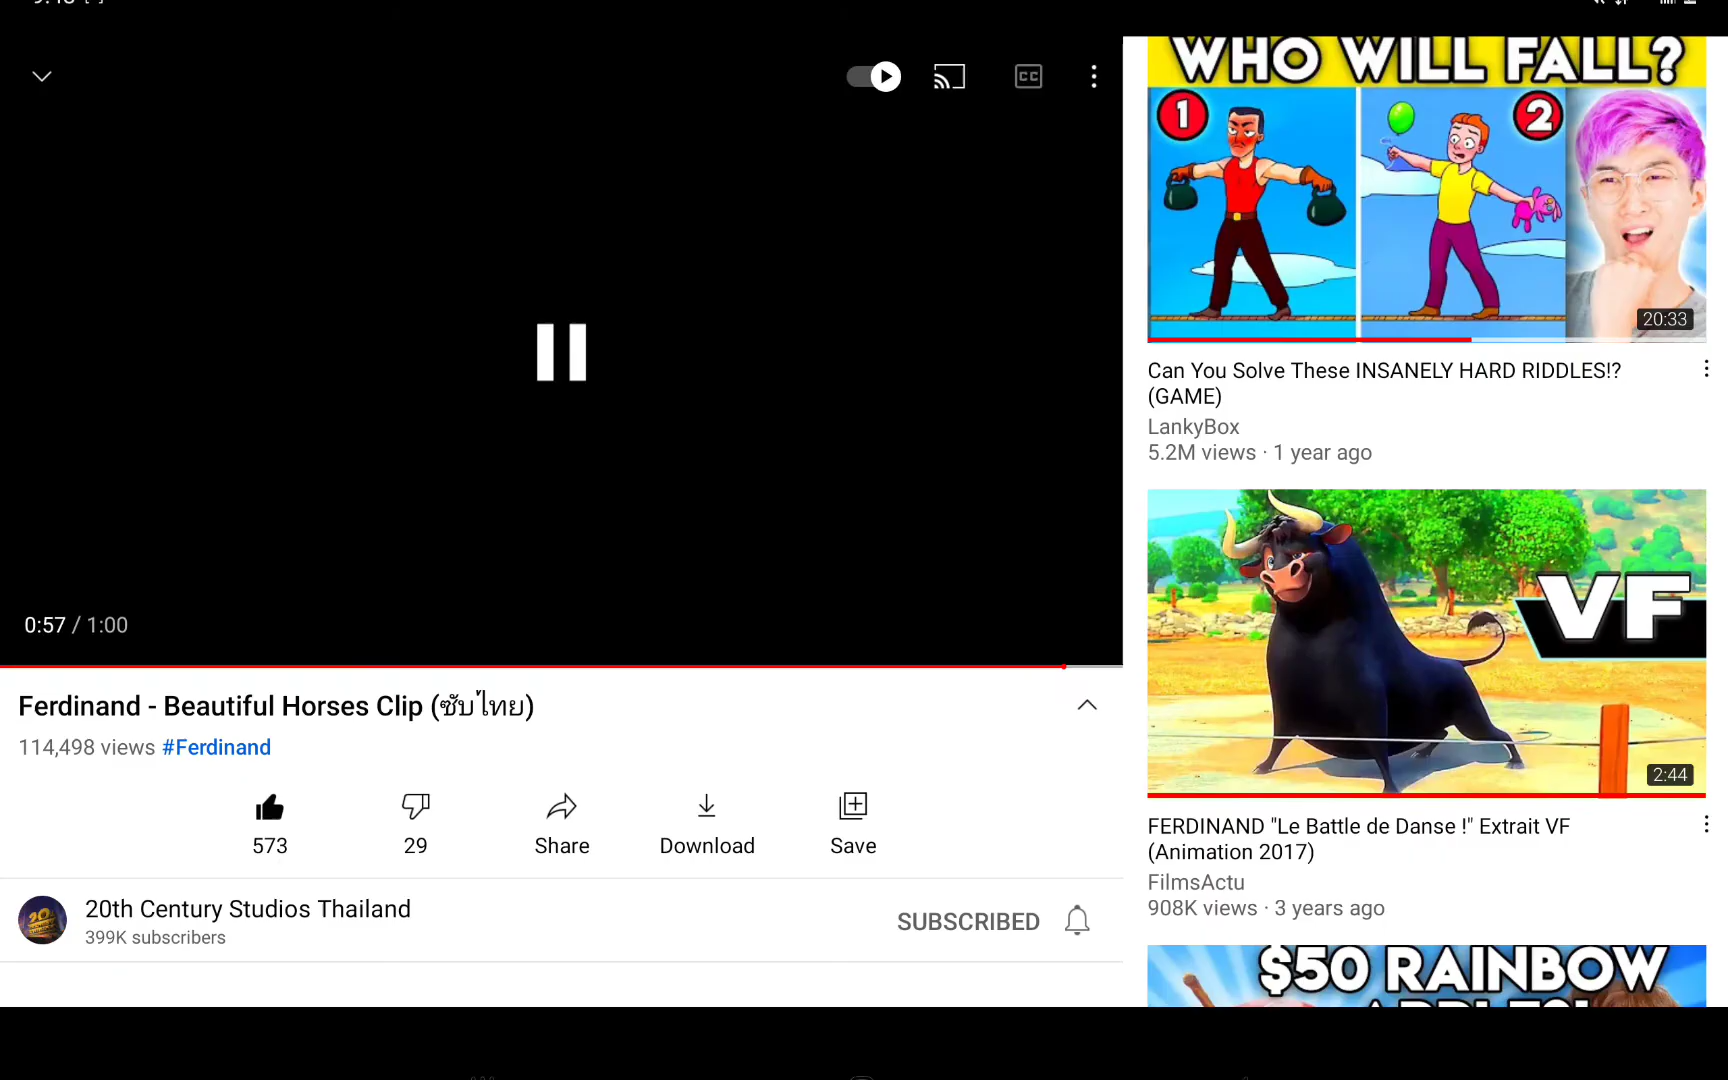 CC
0:57 / 1:00
Ferdinand - Beautiful Horses Clip (ซับไทย)
114,498 views #Ferdinand
573
29
Share
Download
Save
20th Century Studios Thailand
399K subscribers
SUBSCRIBED
WHO WILL FALL?
1
2
20:33
Can You Solve These INSANELY HARD RIDDLES!?
(GAME)
LankyBox
5.2M views · 1 year ago
VF
2:44
FERDINAND "Le Battle de Danse !" Extrait VF
(Animation 2017)
FilmsActu
908K views · 3 years ago
$50 RAINBOW